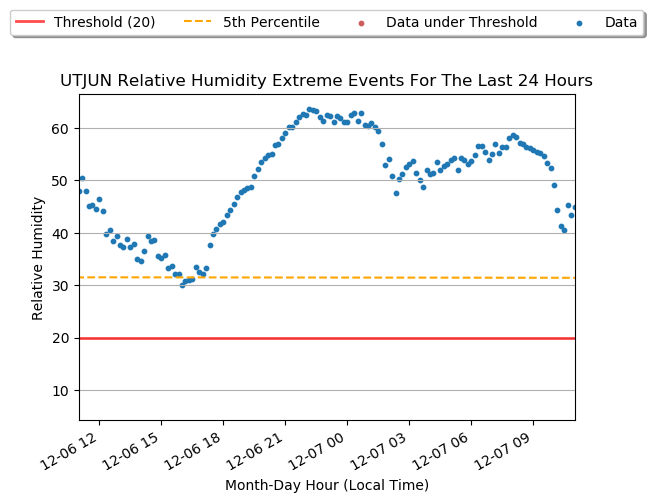 Threshold (20) 5th Percentile Data under Threshold Data
UTJUN Relative Humidity Extreme Events For The Last 24 Hours
Relative Humidity
60
50
40
30
20
10
12-06 12 12-06 15 12-06 18 12-06 21 12-07 00 12-07 03 12-07 06 12-07 09
Month-Day Hour (Local Time)